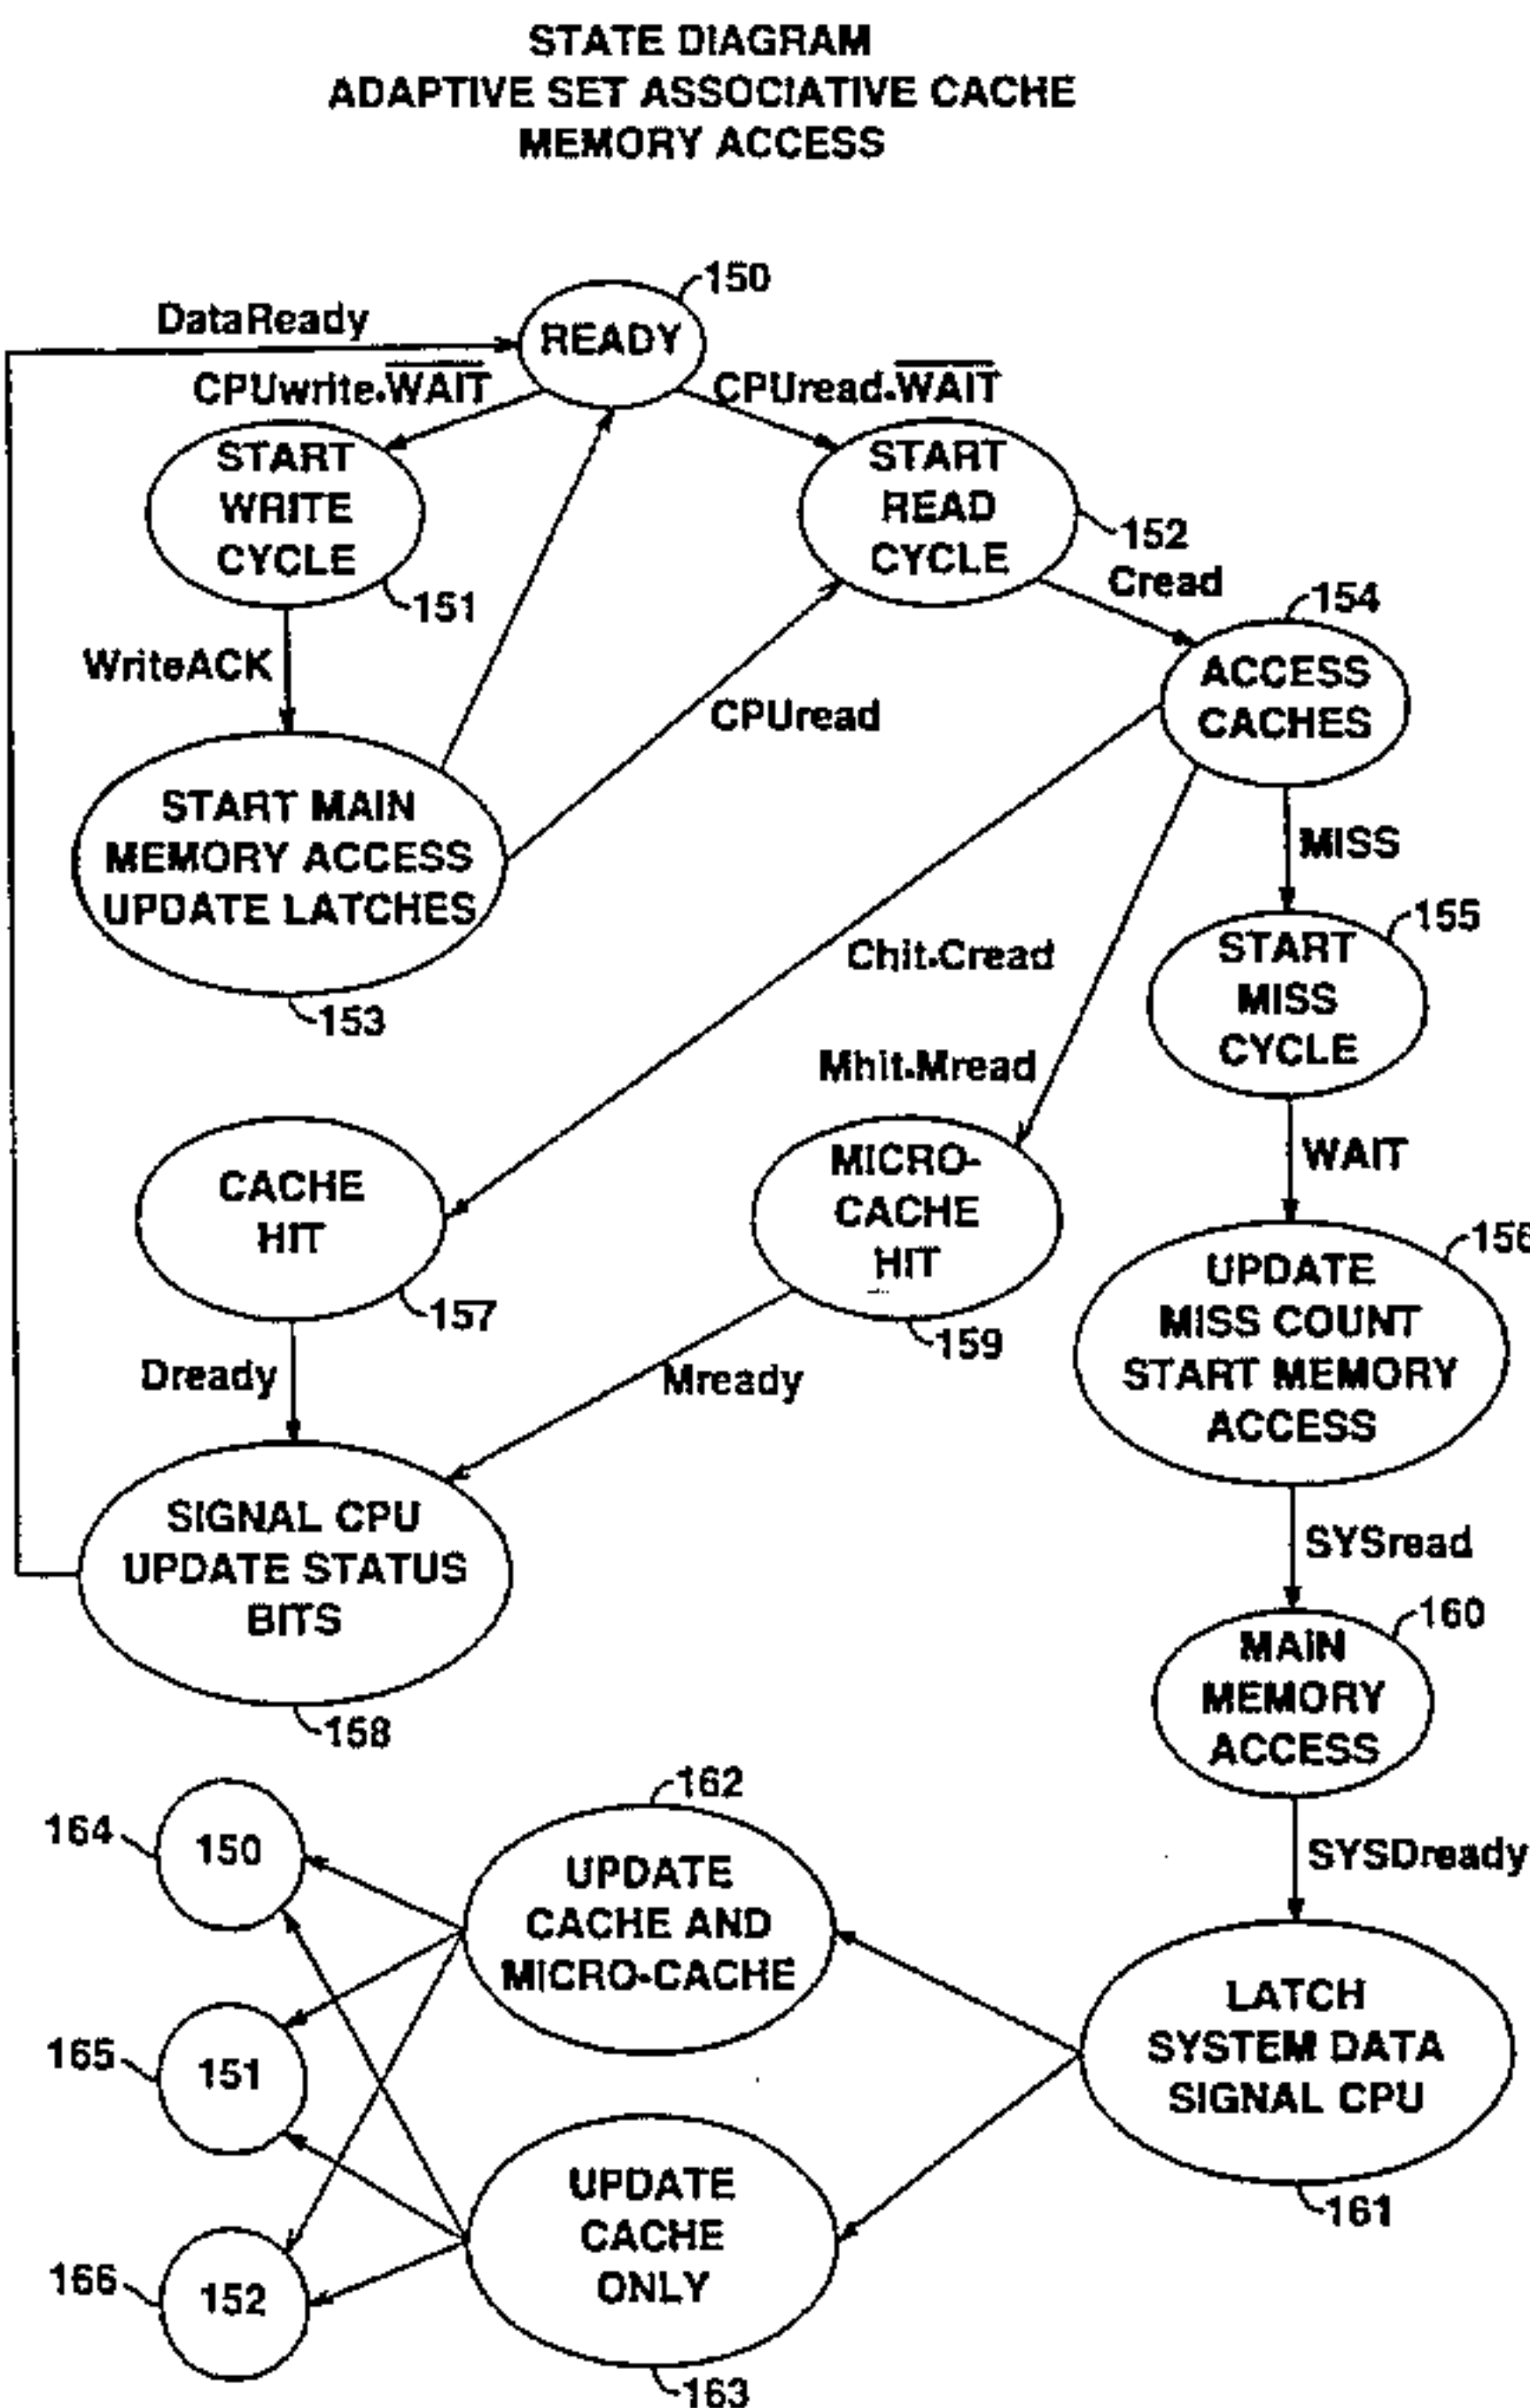 STATE DIAGRAM
ADAPTIVE SET ASSOCIATIVE CACHE
MEMORY ACCESS
150
DataReady
READY
CPUwrite.W̅A̅I̅T̅
CPUread.W̅A̅I̅T̅
START
WRITE
CYCLE
151
START
READ
CYCLE
152
Cread
154
WriteACK
ACCESS
CACHES
CPUread
START MAIN
MEMORY ACCESS
UPDATE LATCHES
153
MISS
155
START
MISS
CYCLE
Chit.Cread
Mhit.Mread
WAIT
CACHE
HIT
157
MICRO-
CACHE
HIT
159
156
UPDATE
MISS COUNT
START MEMORY
ACCESS
Dready
Mready
SIGNAL CPU
UPDATE STATUS
BITS
158
SYSread
160
MAIN
MEMORY
ACCESS
SYSDready
162
164
150
UPDATE
CACHE AND
MICRO-CACHE
165
151
LATCH
SYSTEM DATA
SIGNAL CPU
161
UPDATE
CACHE
ONLY
163
166
152